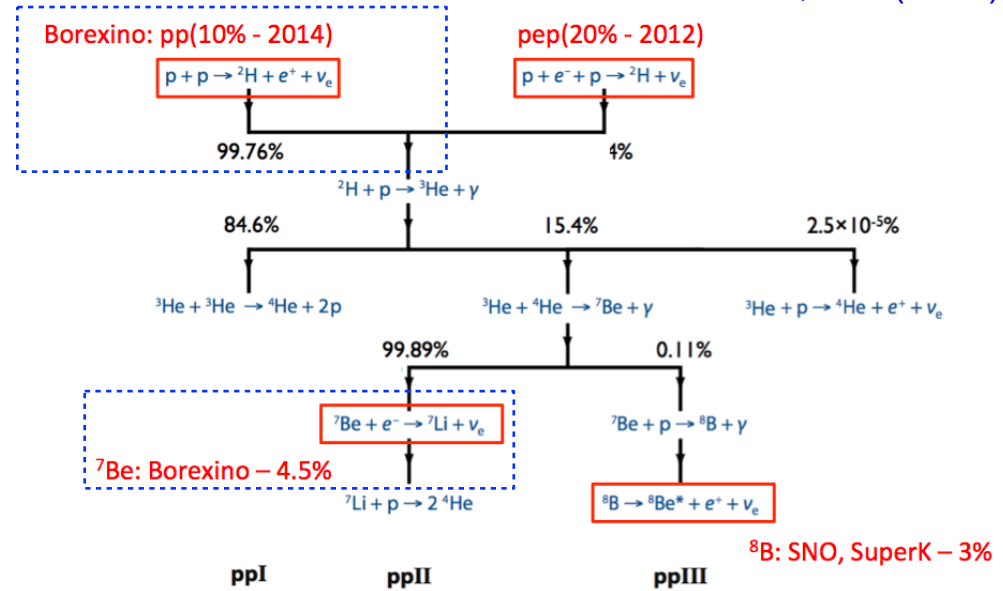 Borexino: pp(10% - 2014) pep(20% - 2012)
p + p → ²H + e⁺ + νₑ p + e⁻ + p → ²H + νₑ
99.76% 4%
²H + p → ³He + γ
84.6% 15.4% 2.5×10⁻⁵%
³He + ³He → ⁴He + 2p ³He + ⁴He → ⁷Be + γ ³He + p → ⁴He + e⁺ + νₑ
99.89% 0.11%
⁷Be + e⁻ → ⁷Li + νₑ ⁷Be + p → ⁸B + γ
⁷Be: Borexino – 4.5%
⁷Li + p → 2 ⁴He ⁸B → ⁸Be* + e⁺ + νₑ
⁸B: SNO, SuperK – 3%
ppI ppII ppIII